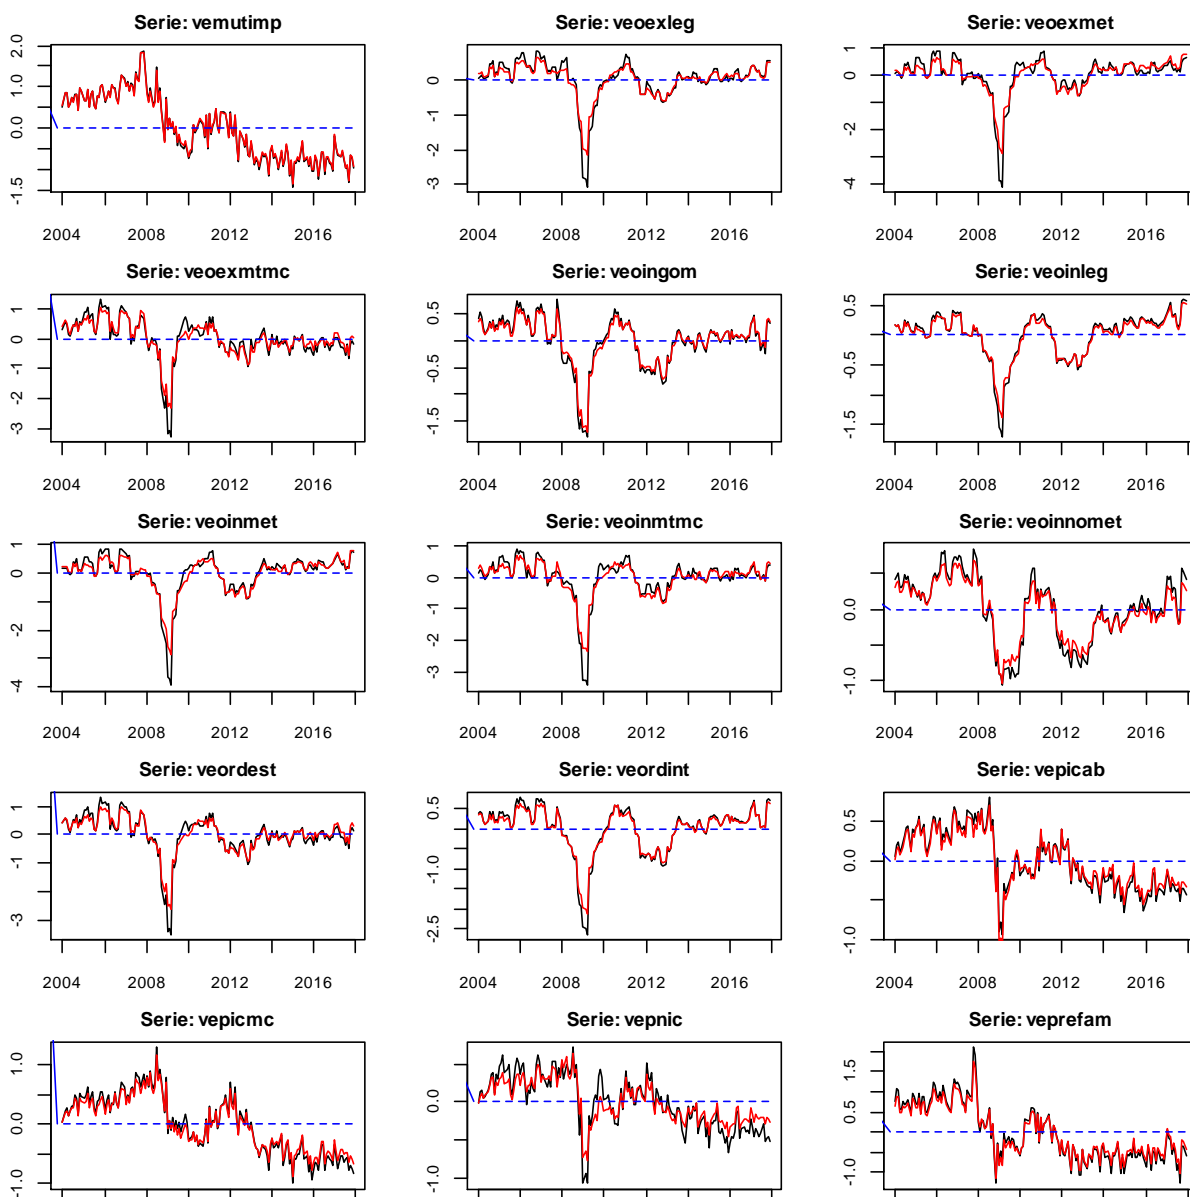 Serie: vemutimp
2.0
1.0
0.0
-1.5
2004 2008 2012 2016
Serie: veoexleg
0
-1
-2
-3
2004 2008 2012 2016
Serie: veoexmet
1
0
-2
-4
2004 2008 2012 2016
Serie: veoexmtmc
1
0
-1
-2
-3
2004 2008 2012 2016
Serie: veoingom
0.5
-0.5
-1.5
2004 2008 2012 2016
Serie: veoinleg
0.5
-0.5
-1.5
2004 2008 2012 2016
Serie: veoinmet
1
0
-2
-4
2004 2008 2012 2016
Serie: veoinmtmc
1
0
-1
-3
2004 2008 2012 2016
Serie: veoinnomet
0.0
-1.0
2004 2008 2012 2016
Serie: veordest
1
0
-1
-3
2004 2008 2012 2016
Serie: veordint
0.5
-1.0
-2.5
2004 2008 2012 2016
Serie: vepicab
0.5
0.0
-1.0
2004 2008 2012 2016
Serie: vepicmc
1.0
0.0
-1.0
Serie: vepnic
0.0
-1.0
Serie: veprefam
1.5
0.5
-1.0